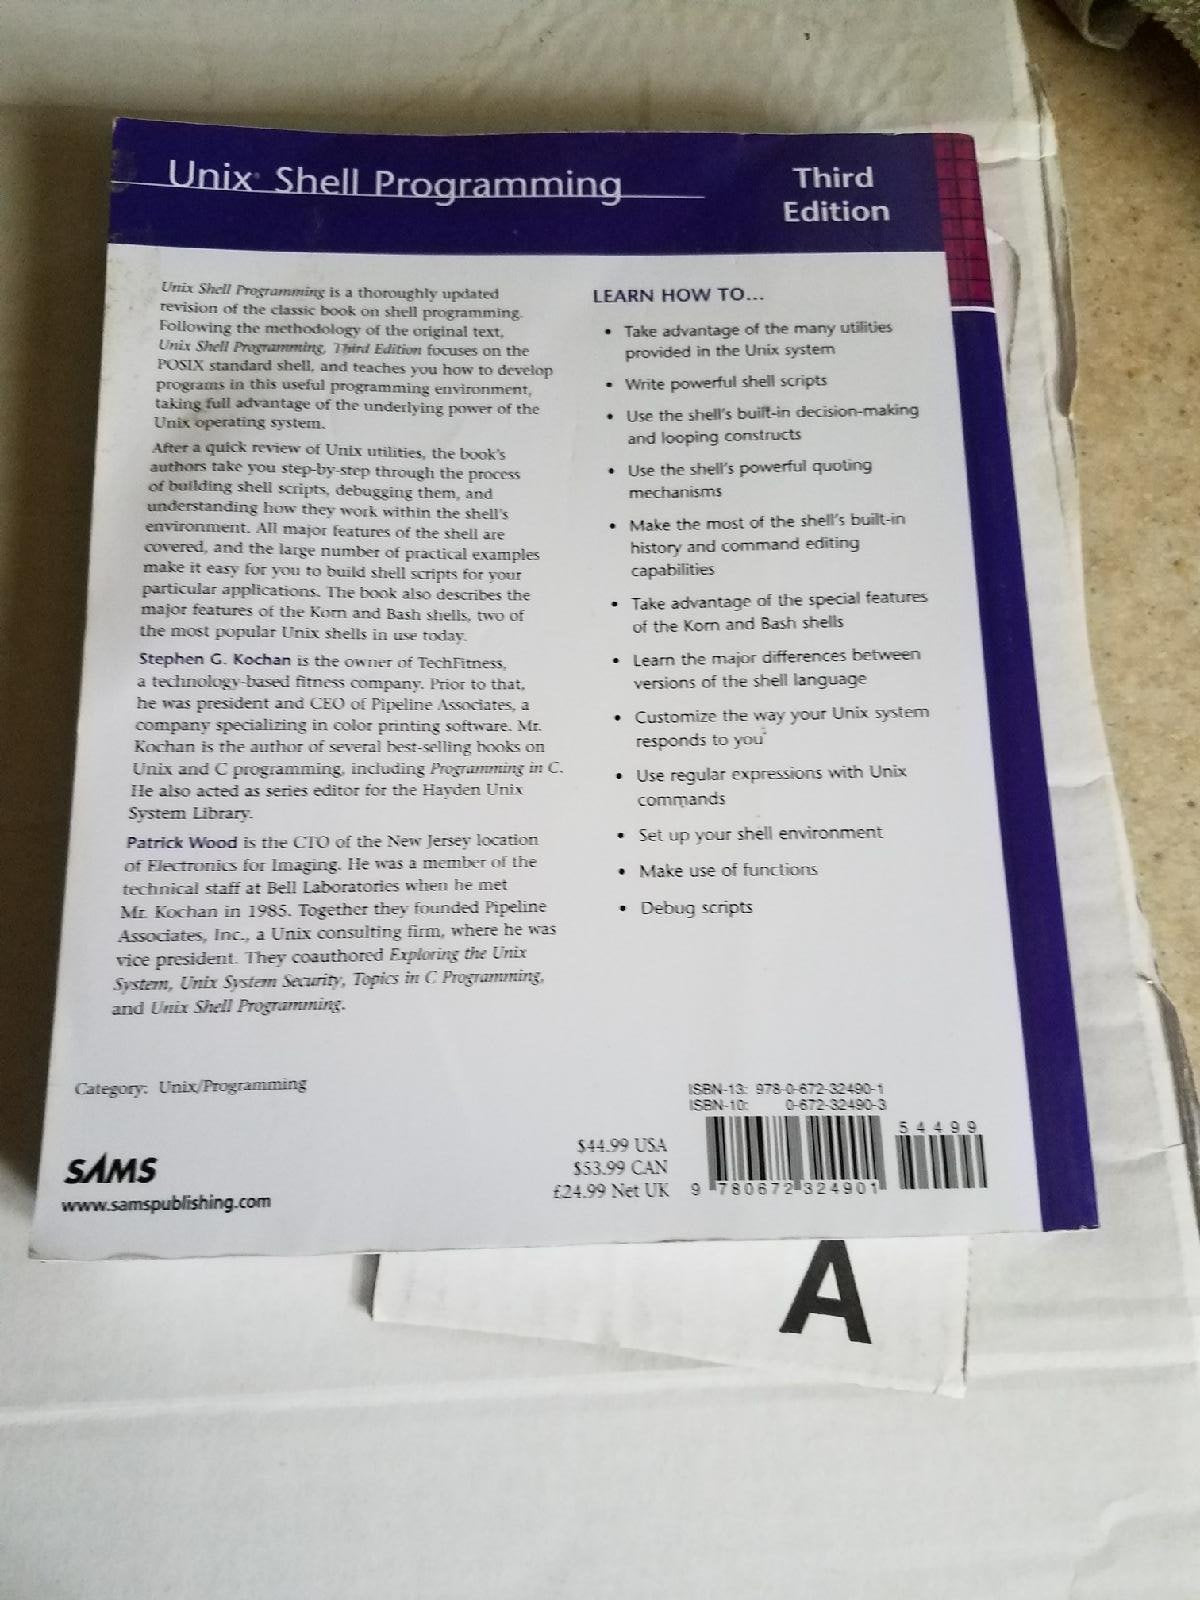 Unix® Shell Programming
Third
Edition
Unix Shell Programming is a thoroughly updated
revision of the classic book on shell programming.
Following the methodology of the original text,
Unix Shell Programming, Third Edition focuses on the
POSIX standard shell, and teaches you how to develop
programs in this useful programming environment,
taking full advantage of the underlying power of the
Unix operating system.
After a quick review of Unix utilities, the book's
authors take you step-by-step through the process
of building shell scripts, debugging them, and
understanding how they work within the shell's
environment. All major features of the shell are
covered, and the large number of practical examples
make it easy for you to build shell scripts for your
particular applications. The book also describes the
major features of the Korn and Bash shells, two of
the most popular Unix shells in use today.
Stephen G. Kochan is the owner of TechFitness,
a technology-based fitness company. Prior to that,
he was president and CEO of Pipeline Associates, a
company specializing in color printing software. Mr.
Kochan is the author of several best-selling books on
Unix and C programming, including Programming in C.
He also acted as series editor for the Hayden Unix
System Library.
Patrick Wood is the CTO of the New Jersey location
of Electronics for Imaging. He was a member of the
technical staff at Bell Laboratories when he met
Mr. Kochan in 1985. Together they founded Pipeline
Associates, Inc., a Unix consulting firm, where he was
vice president. They coauthored Exploring the Unix
System, Unix System Security, Topics in C Programming,
and Unix Shell Programming.
LEARN HOW TO...
• Take advantage of the many utilities
provided in the Unix system
• Write powerful shell scripts
• Use the shell's built-in decision-making
and looping constructs
• Use the shell's powerful quoting
mechanisms
• Make the most of the shell's built-in
history and command editing
capabilities
• Take advantage of the special features
of the Korn and Bash shells
• Learn the major differences between
versions of the shell language
• Customize the way your Unix system
responds to you
• Use regular expressions with Unix
commands
• Set up your shell environment
• Make use of functions
• Debug scripts
Category: Unix/Programming
SAMS
www.samspublishing.com
$44.99 USA
$53.99 CAN
£24.99 Net UK
ISBN-13: 978-0-672-32490-1
ISBN-10: 0-672-32490-3
54499
9 780672 324901
A